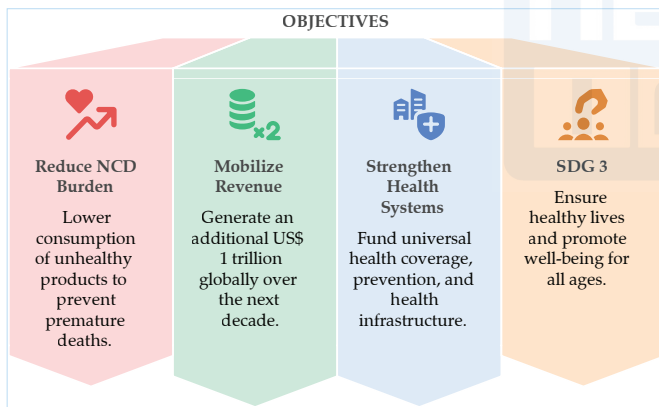 OBJECTIVES
Reduce NCD
Burden
Lower
consumption
of unhealthy
products to
prevent
premature
deaths.
×2
Mobilize
Revenue
Generate an
additional US$
1 trillion
globally over
the next
decade.
Strengthen
Health
Systems
Fund universal
health coverage,
prevention, and
health
infrastructure.
SDG 3
Ensure
healthy lives
and promote
well-being for
all ages.